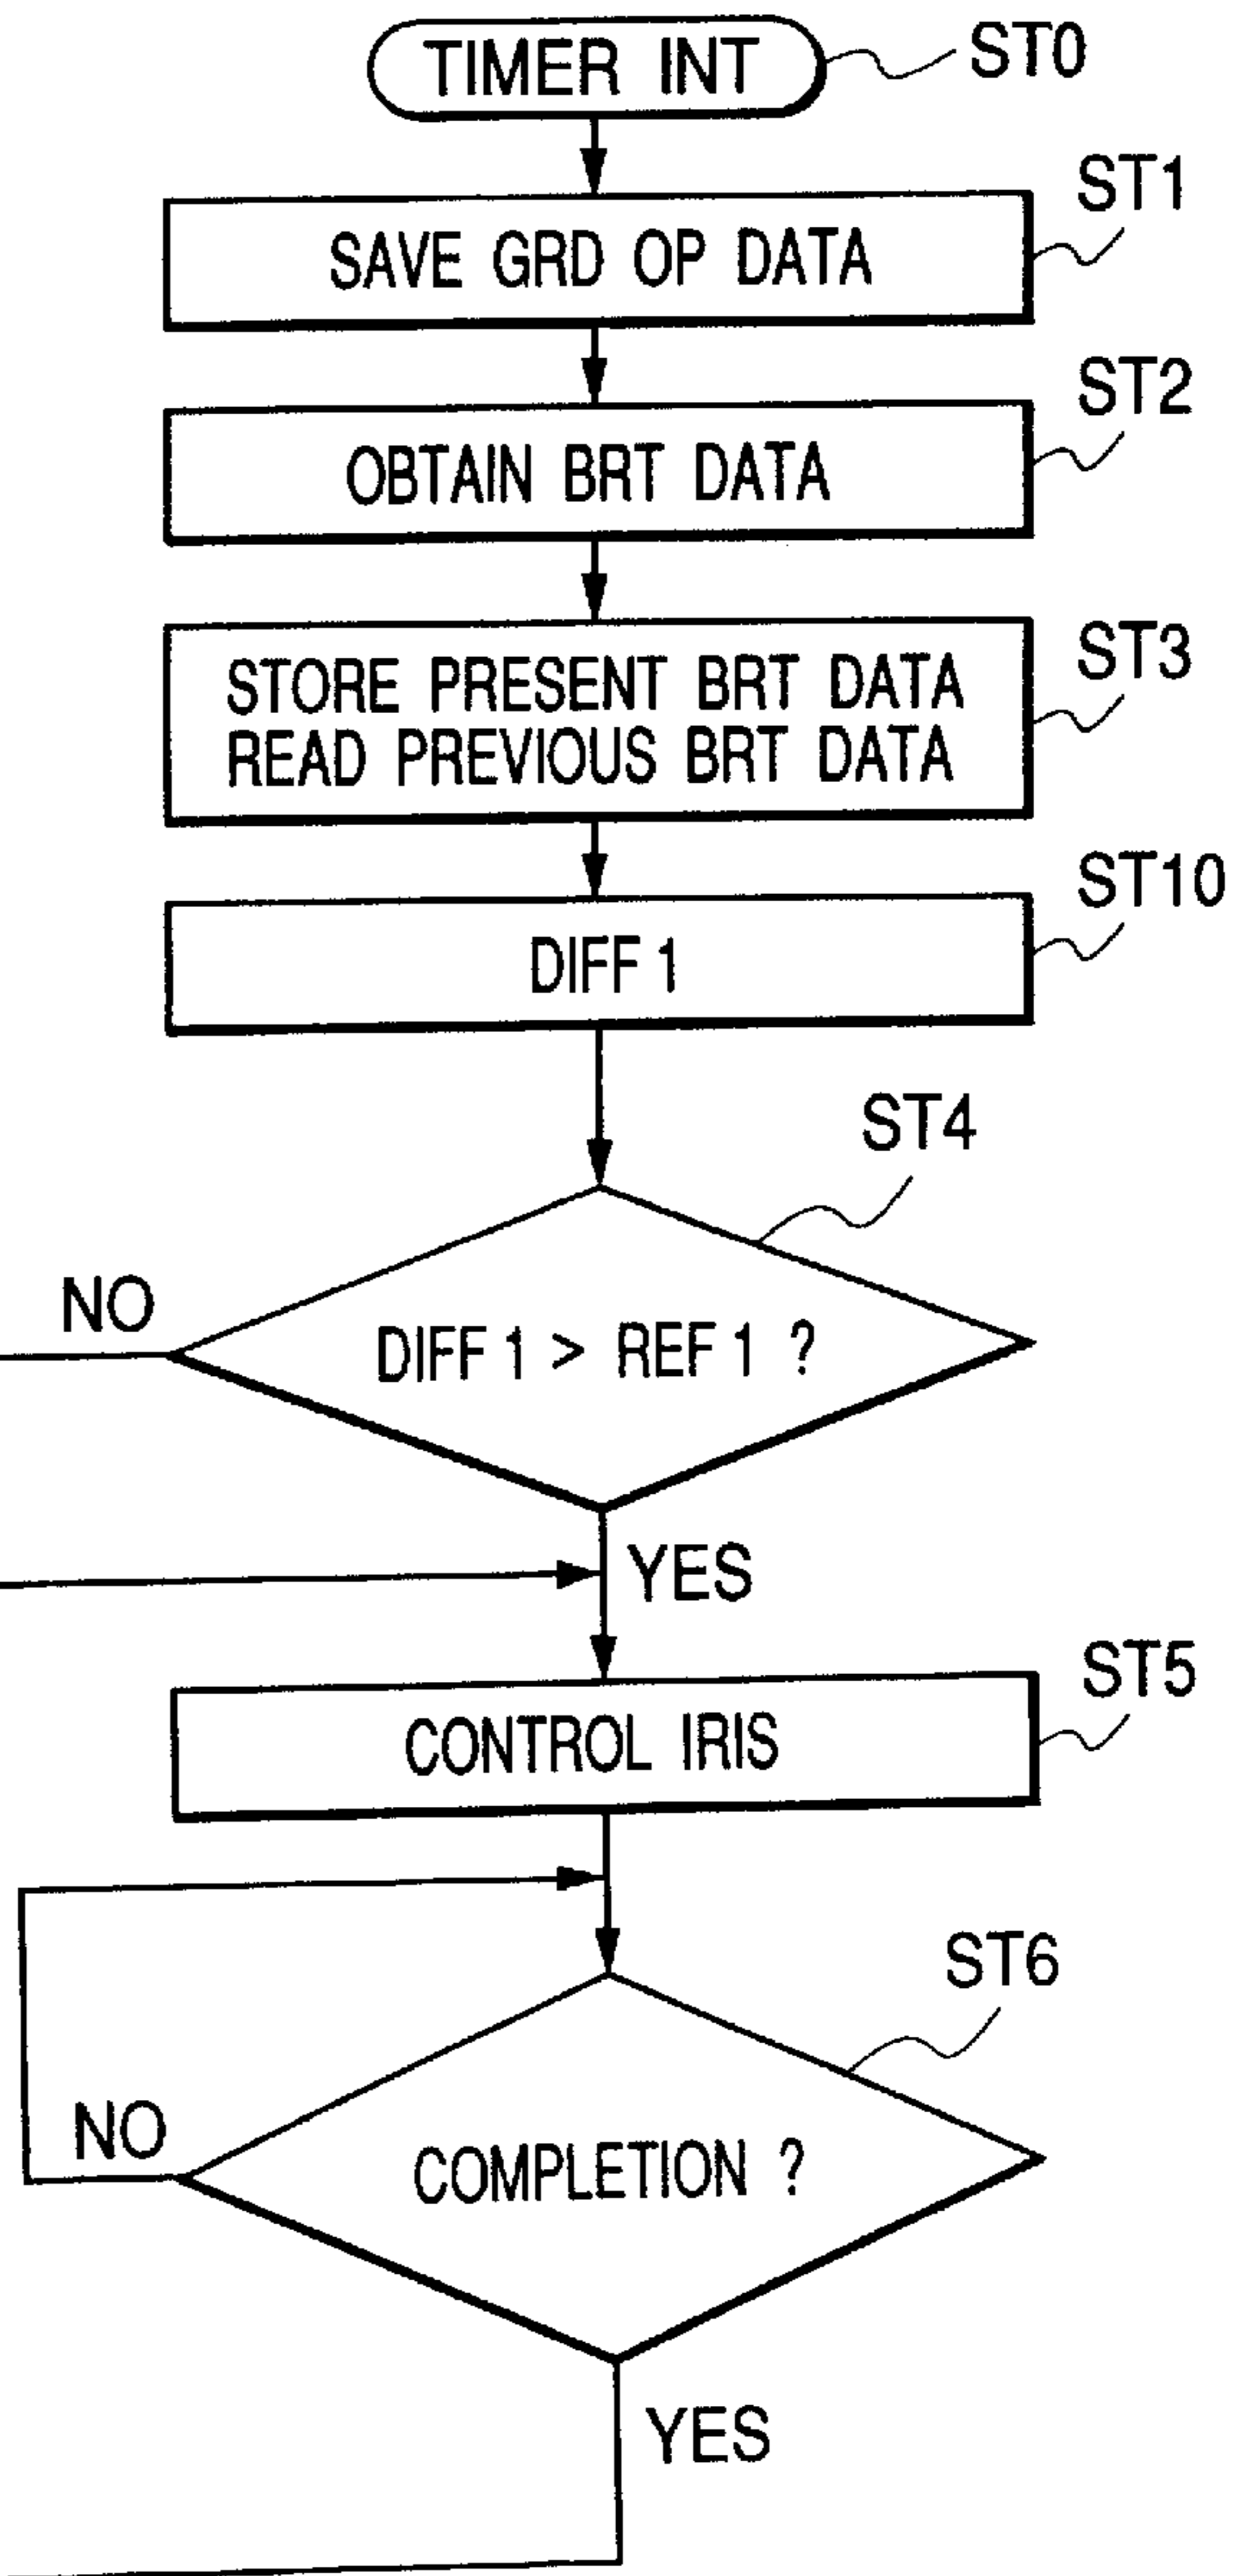 TIMER INT
ST0
ST1
SAVE GRD OP DATA
ST2
OBTAIN BRT DATA
ST3
STORE PRESENT BRT DATA
READ PREVIOUS BRT DATA
ST10
DIFF 1
ST4
NO
DIFF 1 > REF 1 ?
YES
ST5
CONTROL IRIS
ST6
NO
COMPLETION ?
YES